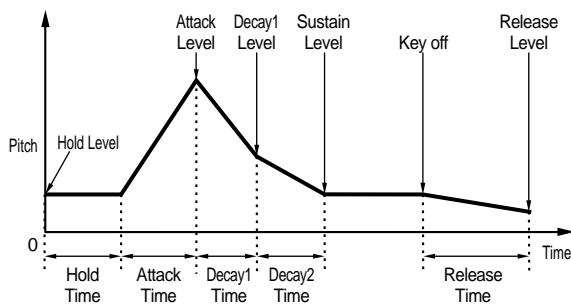 Attack Level
Decay1 Level
Sustain Level
Key off
Release Level
Pitch
Hold Level
0
Time
Hold Time
Attack Time
Decay1 Time
Decay2 Time
Release Time